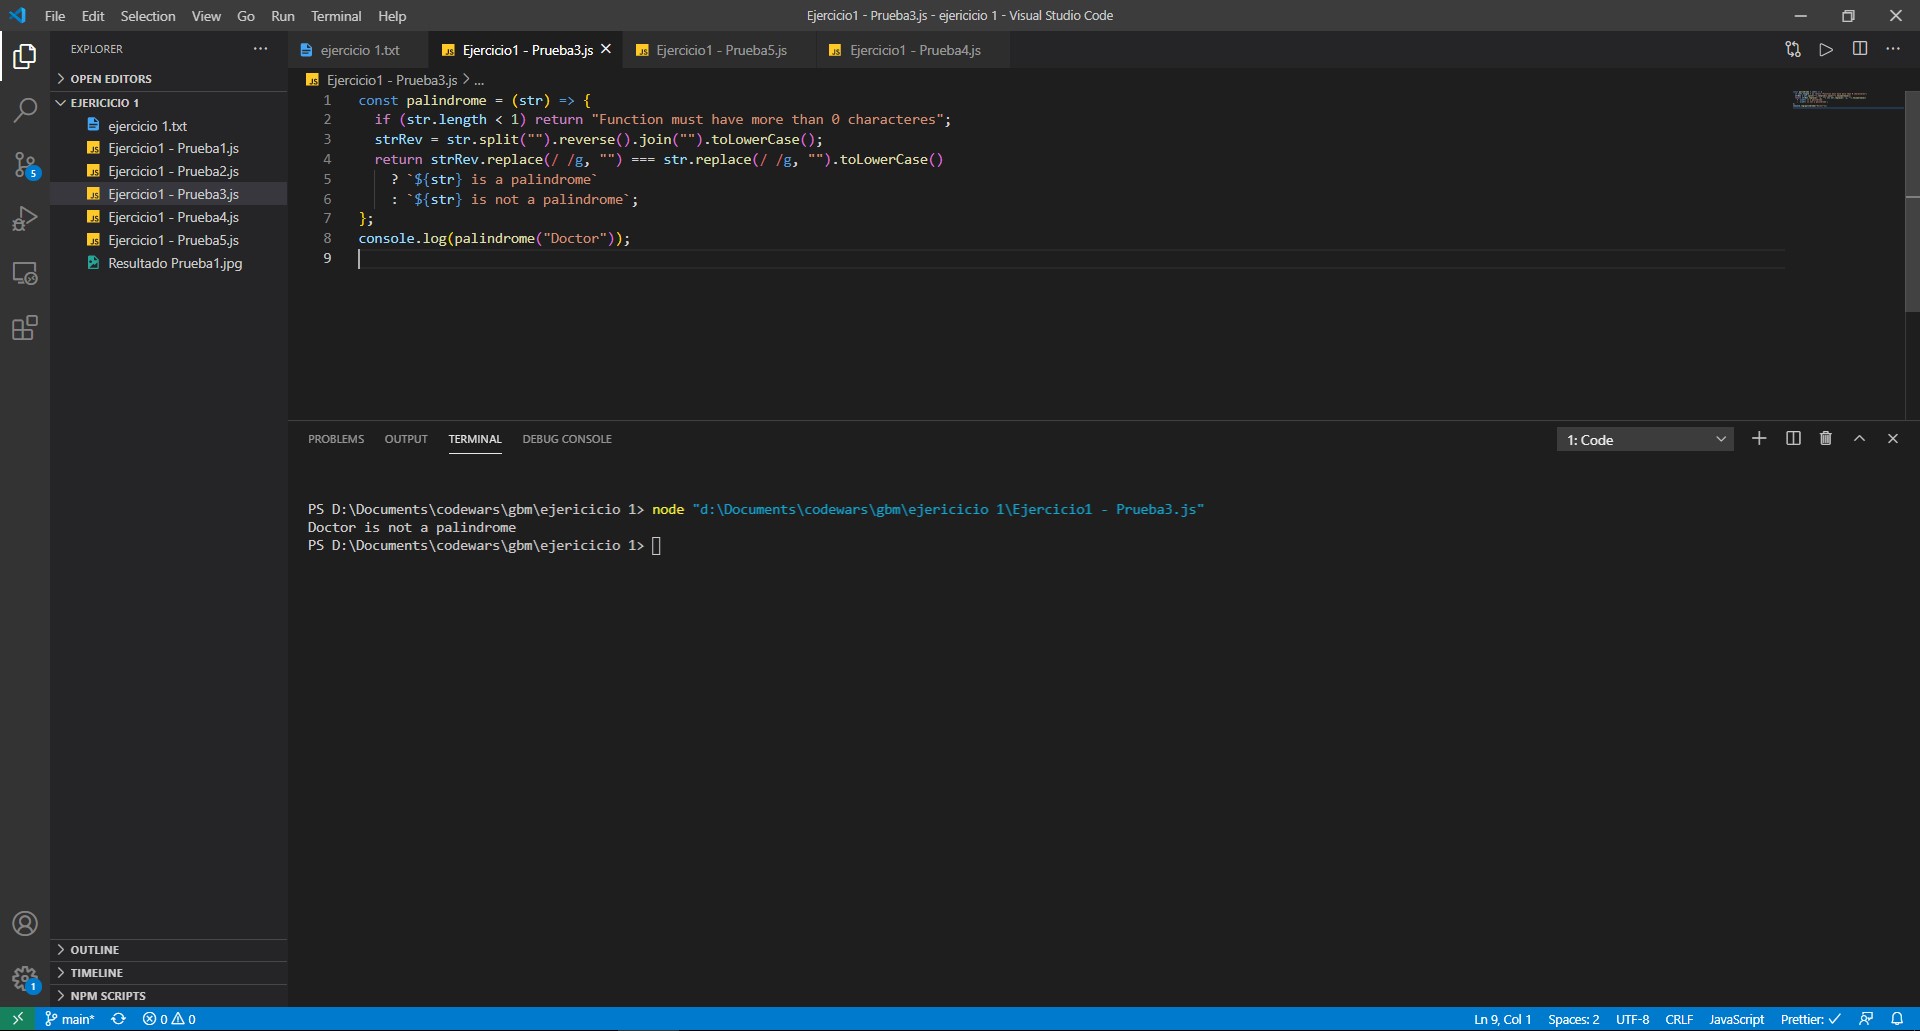 File Edit Selection View Go Run Terminal Help
Ejercicio1 - Prueba3.js - ejericicio 1 - Visual Studio Code
EXPLORER
OPEN EDITORS
EJERICICIO 1
ejercicio 1.txt
Ejercicio1 - Prueba1.js
Ejercicio1 - Prueba2.js
Ejercicio1 - Prueba3.js
Ejercicio1 - Prueba4.js
Ejercicio1 - Prueba5.js
Resultado Prueba1.jpg
5
OUTLINE
TIMELINE
NPM SCRIPTS
1
ejercicio 1.txt
JS Ejercicio1 - Prueba3.js
JS Ejercicio1 - Prueba5.js
JS Ejercicio1 - Prueba4.js
JS Ejercicio1 - Prueba3.js > ...
1 const palindrome = (str) => {
2 if (str.length < 1) return "Function must have more than 0 characteres";
3 strRev = str.split("").reverse().join("").toLowerCase();
4 return strRev.replace(/ /g, "") === str.replace(/ /g, "").toLowerCase()
5 ? `${str} is a palindrome`
6 : `${str} is not a palindrome`;
7 };
8 console.log(palindrome("Doctor"));
9
PROBLEMS OUTPUT TERMINAL DEBUG CONSOLE
1: Code
PS D:\Documents\codewars\gbm\ejericicio 1> node "d:\Documents\codewars\gbm\ejericicio 1\Ejercicio1 - Prueba3.js"
Doctor is not a palindrome
PS D:\Documents\codewars\gbm\ejericicio 1>
main* 0 0
Ln 9, Col 1 Spaces: 2 UTF-8 CRLF JavaScript Prettier: ✓